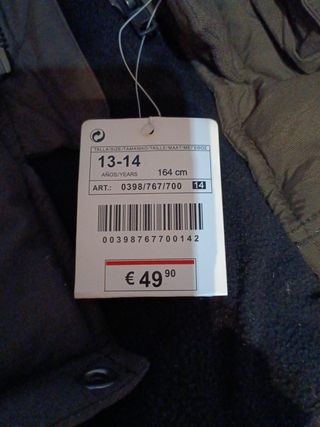 TALLA/SIZE/TAMANHO/TAILLE/MAAT/ΜΕΓΕΘΟΣ
13-14
AÑOS/YEARS
164 cm
ART.: 0398/767/700 14
00398767700142
€ 49 90